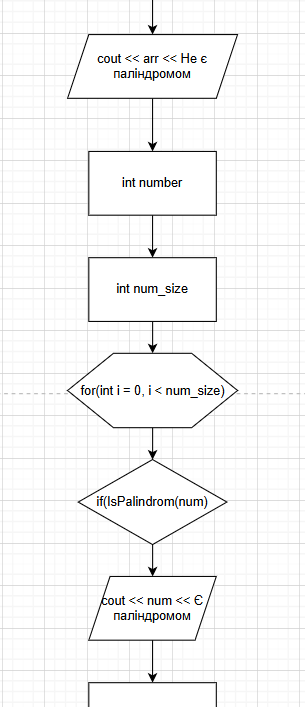 cout << arr << Не є
паліндромом
int number
int num_size
for(int i = 0, i < num_size)
if(IsPalindrom(num)
cout << num << Є
паліндромом